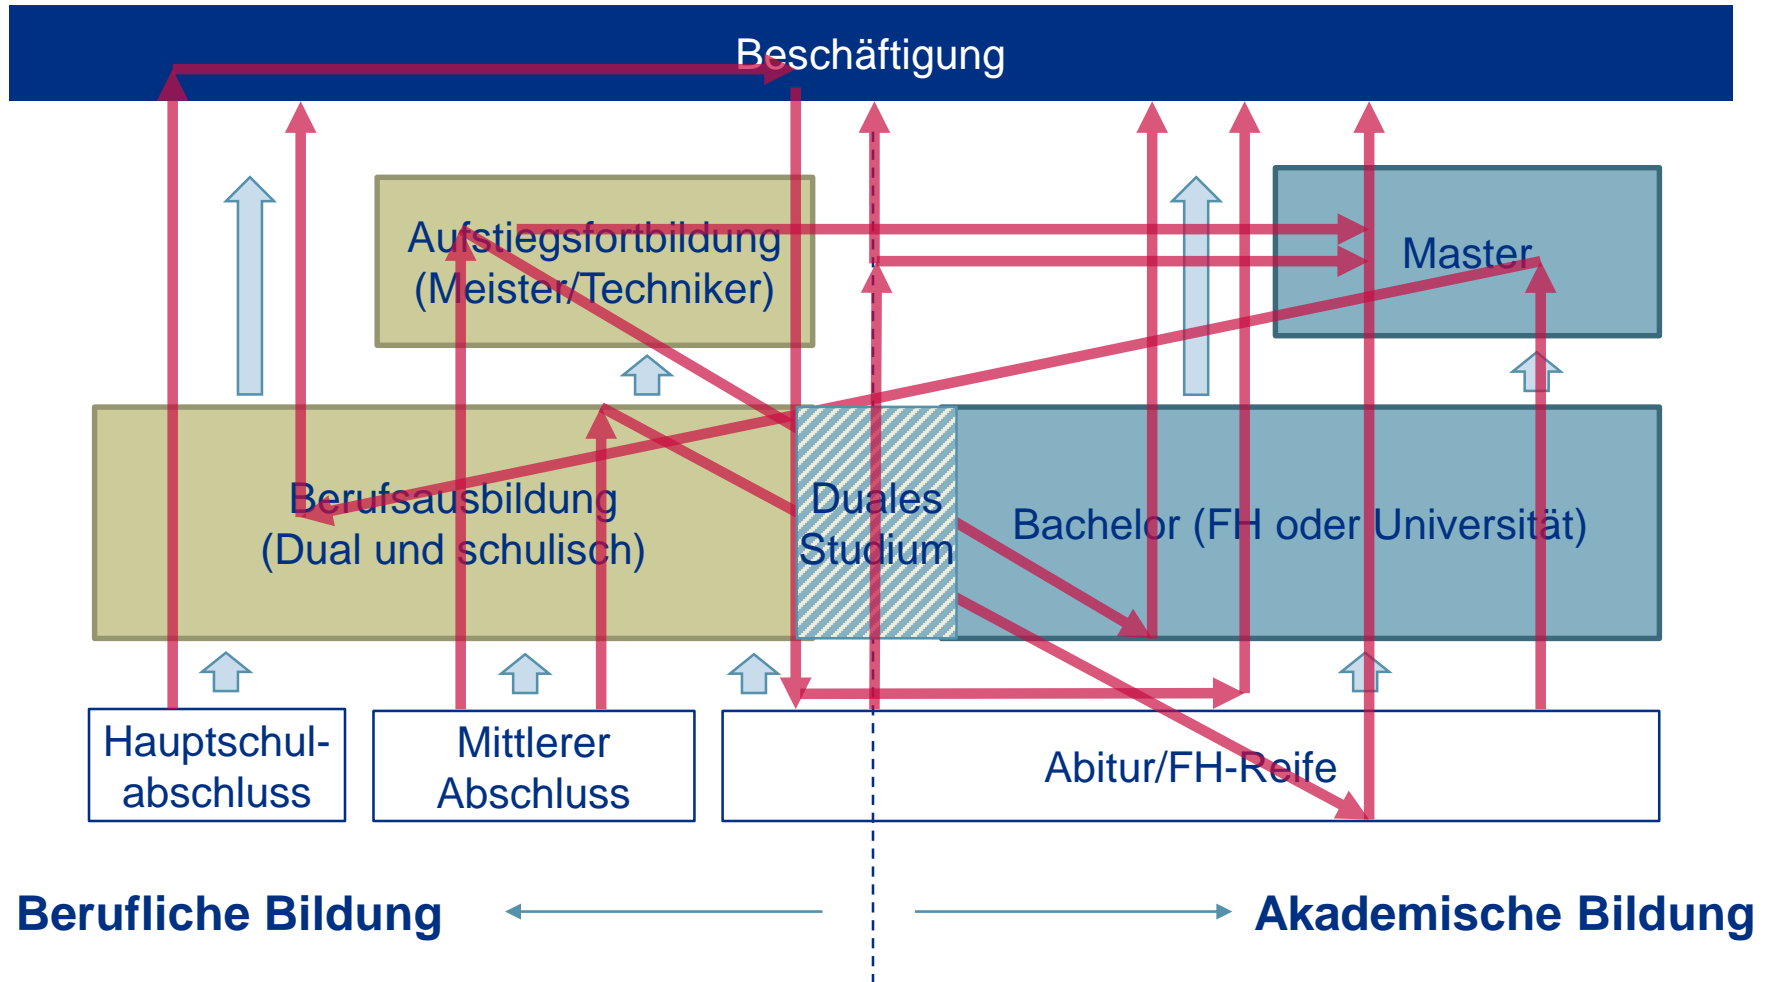 Beschäftigung
Aufstiegsfortbildung
(Meister/Techniker)
Master
Berufsausbildung
(Dual und schulisch)
Duales
Studium
Bachelor (FH oder Universität)
Hauptschul-
abschluss
Mittlerer
Abschluss
Abitur/FH-Reife
Berufliche Bildung
Akademische Bildung